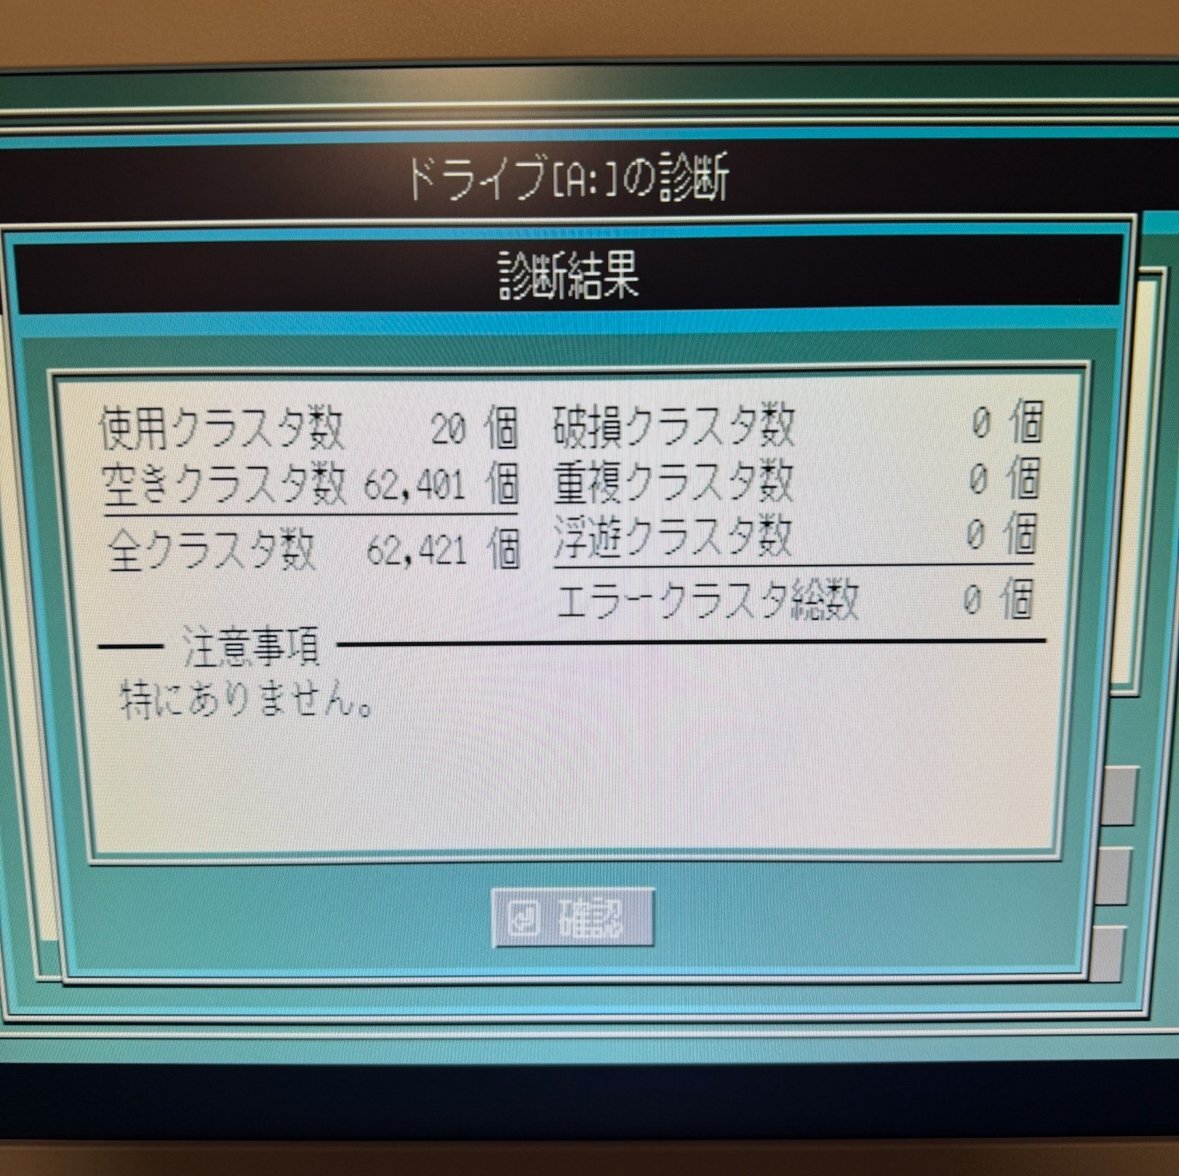 ドライブ[A:]の診断
診断結果
使用クラスタ数 20 個
空きクラスタ数 62,401 個
全クラスタ数 62,421 個
破損クラスタ数 0 個
重複クラスタ数 0 個
浮遊クラスタ数 0 個
エラークラスタ総数 0 個
注意事項
特にありません。
確認